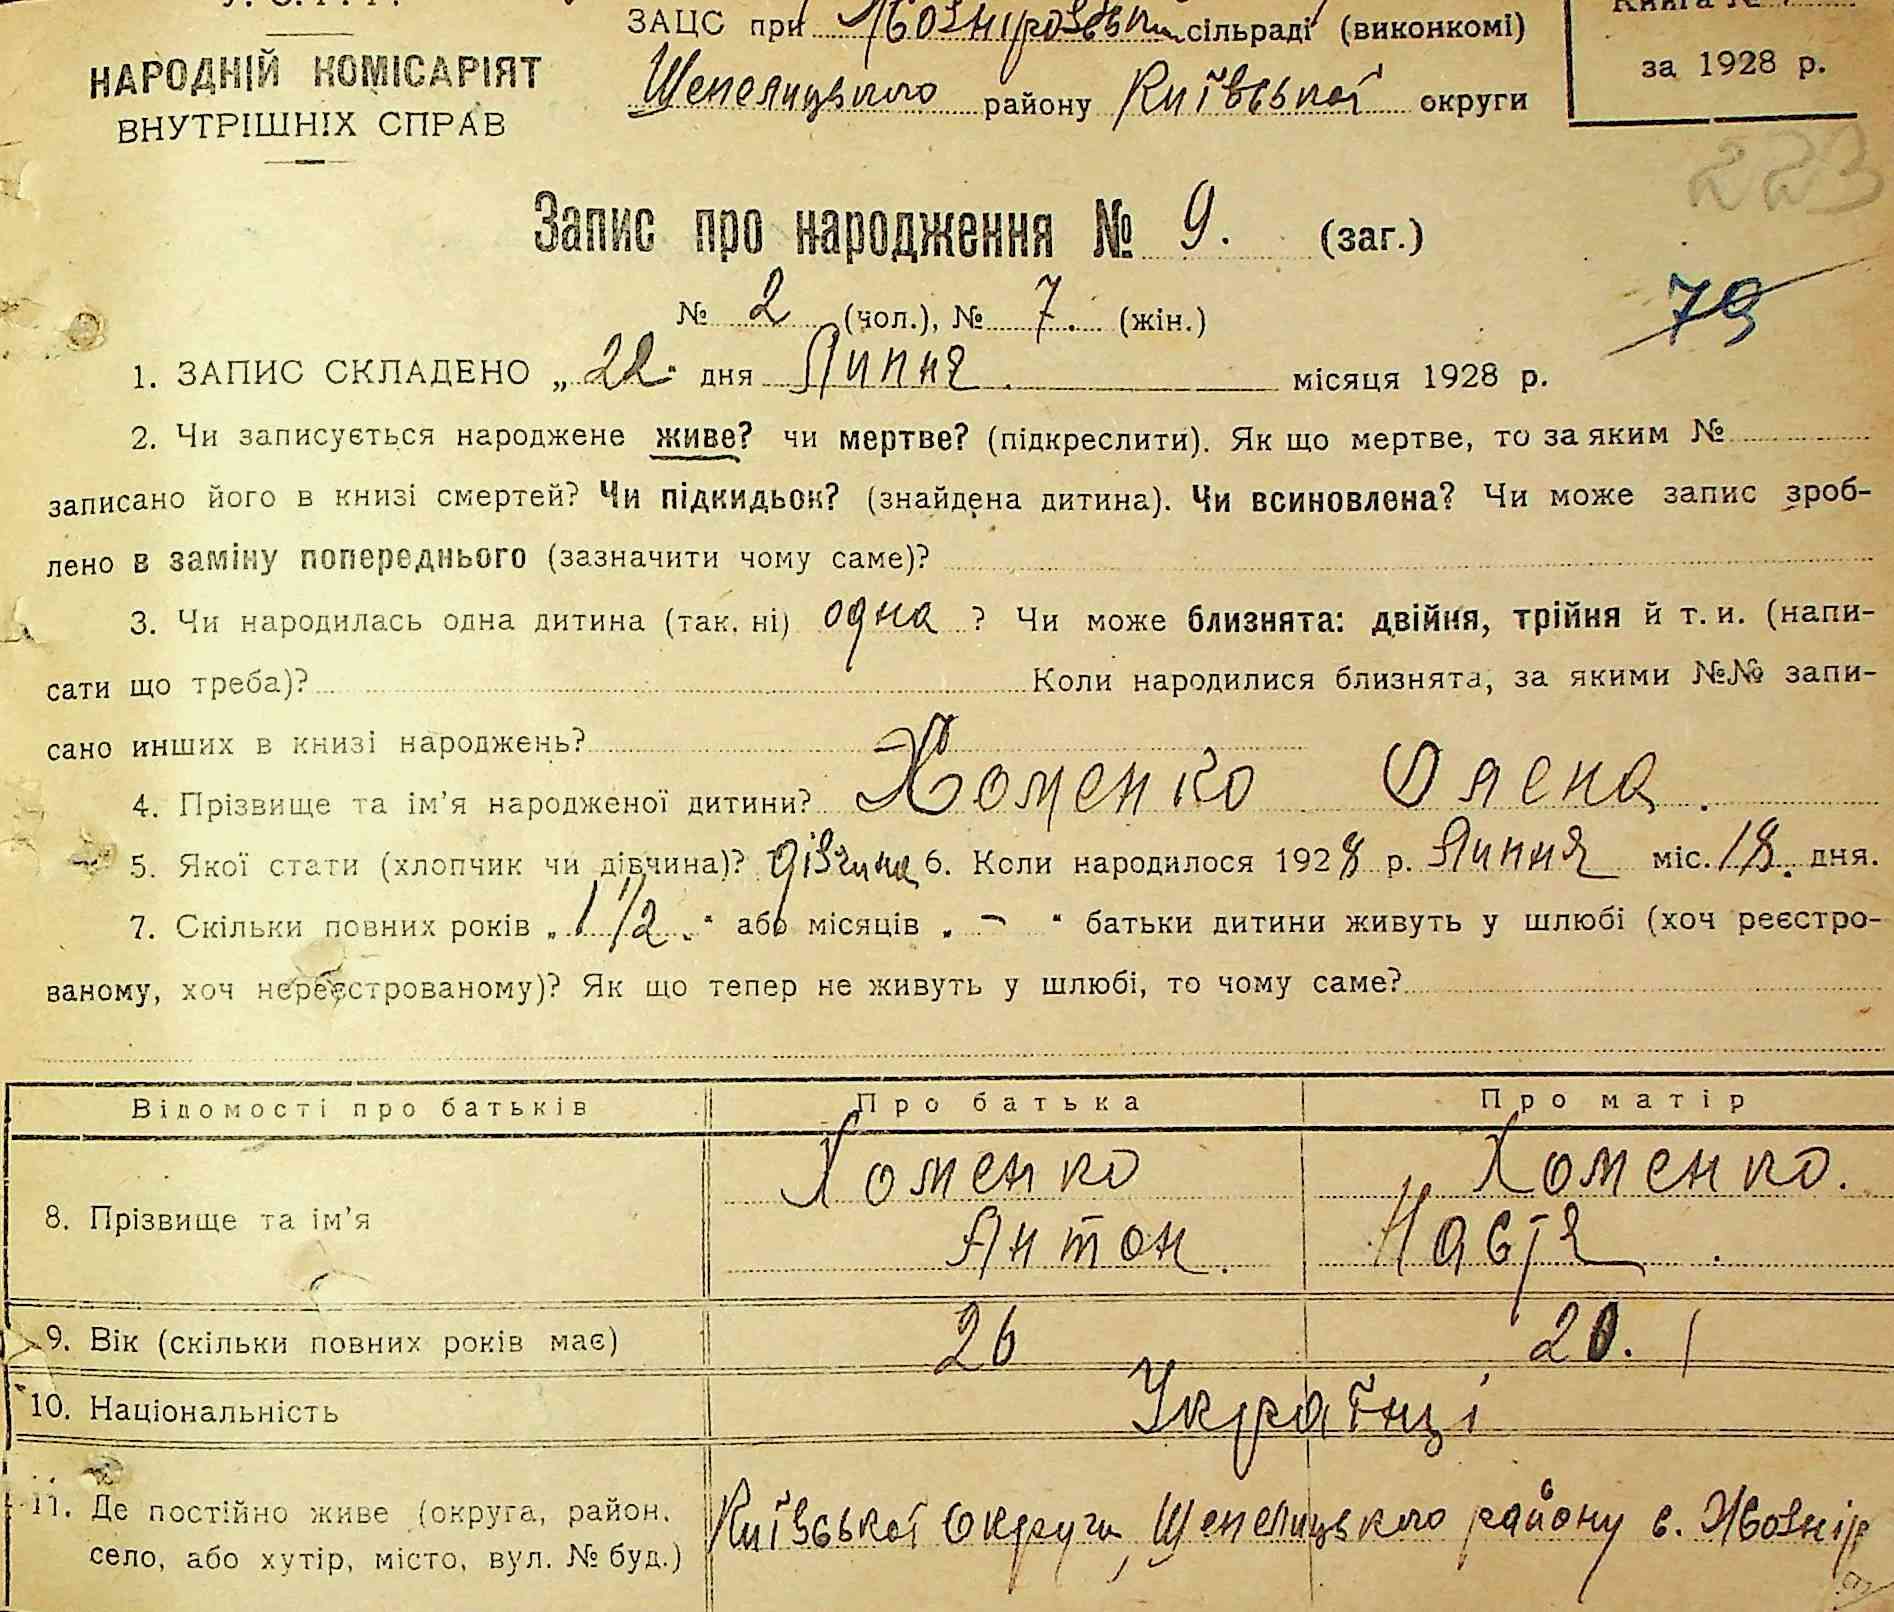 ЗАЦС при сільраді (виконкомі)
Книга №
НАРОДНІЙ КОМІСАРІЯТ
ВНУТРІШНІХ СПРАВ
Шепелицького району Київської округи
за 1928 р.
223
Запис про народження № 9. (заг.)
79
№ 2 (чол.), № 7. (жін.)
1. ЗАПИС СКЛАДЕНО „22“ дня Липня місяця 1928 р.
2. Чи записується народжене живе? чи мертве? (підкреслити). Як що мертве, то за яким №
записано його в книзі смертей? Чи підкидьок? (знайдена дитина). Чи всиновлена? Чи може запис зроб-
лено в заміну попереднього (зазначити чому саме)?
3. Чи народилась одна дитина (так, ні) одна ? Чи може близнята: двійня, трійня й т. и. (напи-
сати що треба)? Коли народилися близнята, за якими №№ запи-
сано инших в книзі народжень?
4. Прізвище та ім'я народженої дитини? Хоменко Олена.
5. Якої стати (хлопчик чи дівчина)? дівчина 6. Коли народилося 1928 р. Липня міс. 18. дня.
7. Скільки повних років „1 1/2“ або місяців „-“ батьки дитини живуть у шлюбі (хоч реєстро-
ваному, хоч нереєстрованому)? Як що тепер не живуть у шлюбі, то чому саме?
Відомості про батьків Про батька Про матір
8. Прізвище та ім'я Хоменко Антон. Хоменко. Настя.
9. Вік (скільки повних років має) 26 20.
10. Національність Українці
11. Де постійно живе (округа, район, Київської Округи, Шепелицького району с.
село, або хутір, місто, вул. № буд.)